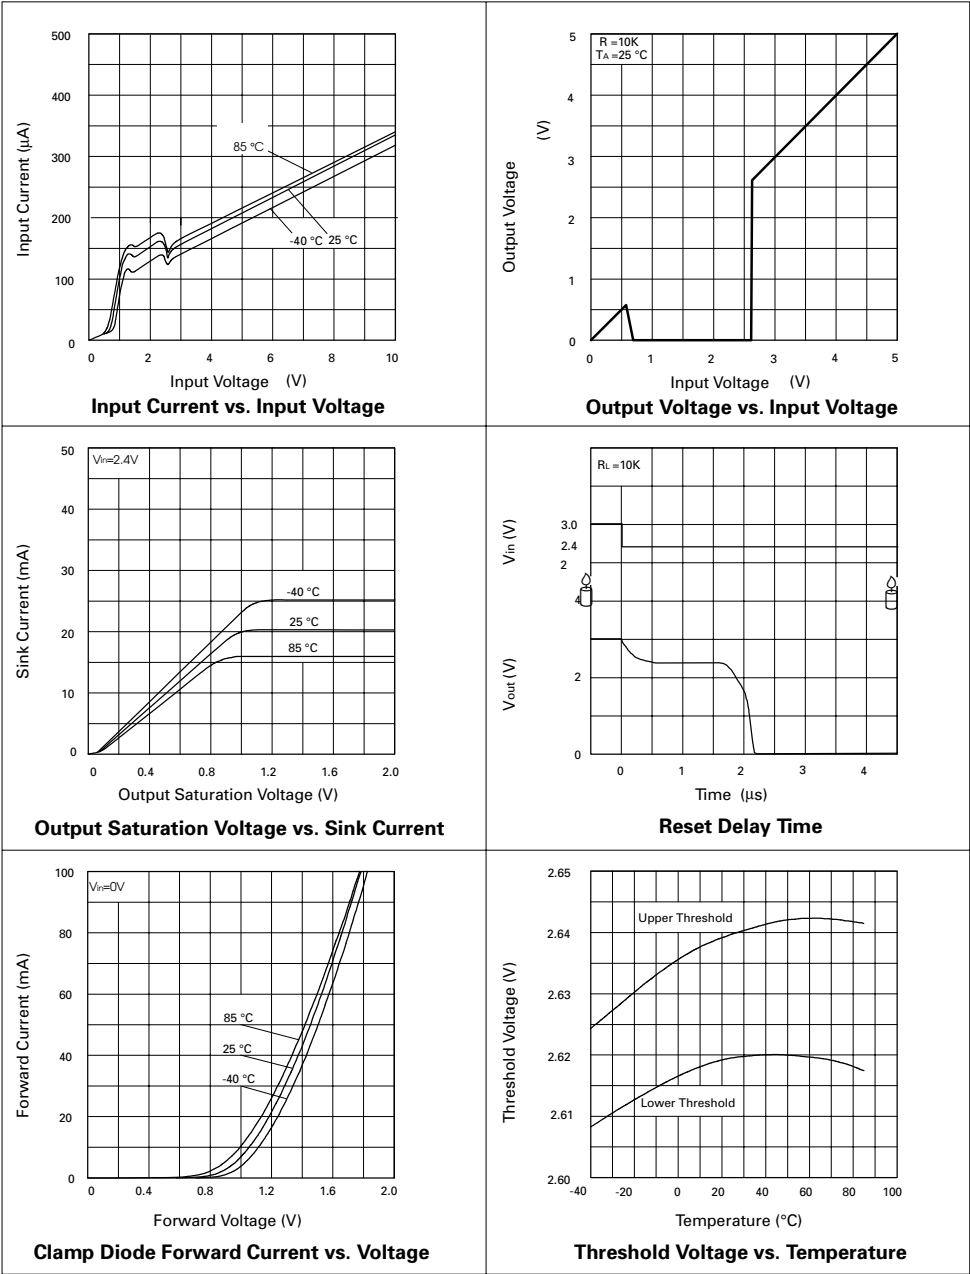 500
400
300
200
100
0
0 2 4 6 8 10
Input Current (µA)
85 °C
-40 °C 25 °C
Input Voltage (V)
Input Current vs. Input Voltage
5
4
3
2
1
0
0 1 2 3 4 5
Output Voltage (V)
R =10K
TA =25 °C
Input Voltage (V)
Output Voltage vs. Input Voltage
50
40
30
20
10
0
0 0.4 0.8 1.2 1.6 2.0
Sink Current (mA)
Vin=2.4V
-40 °C
25 °C
85 °C
Output Saturation Voltage (V)
Output Saturation Voltage vs. Sink Current
RL =10K
Vin (V)
3.0
2.4
2
4
Vout (V)
2
0
0 1 2 3 4
Time (µs)
Reset Delay Time
100
80
60
40
20
0
0 0.4 0.8 1.2 1.6 2.0
Forward Current (mA)
Vin=0V
85 °C
25 °C
-40 °C
Forward Voltage (V)
Clamp Diode Forward Current vs. Voltage
2.65
2.64
2.63
2.62
2.61
2.60
-40 -20 0 20 40 60 80 100
Threshold Voltage (V)
Upper Threshold
Lower Threshold
Temperature (°C)
Threshold Voltage vs. Temperature